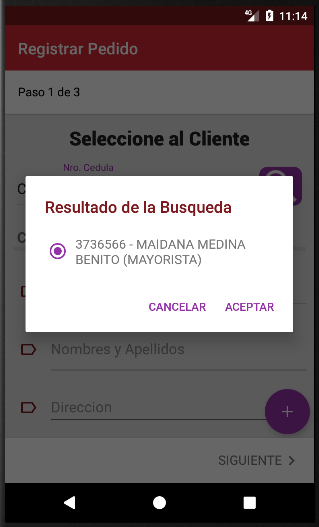 4G 11:14
Registrar Pedido
Paso 1 de 3
Seleccione al Cliente
Nro. Cedula
C
Resultado de la Busqueda
3736566 - MAIDANA MEDINA
BENITO (MAYORISTA)
CANCELAR ACEPTAR
Nombres y Apellidos
Direccion
+
SIGUIENTE